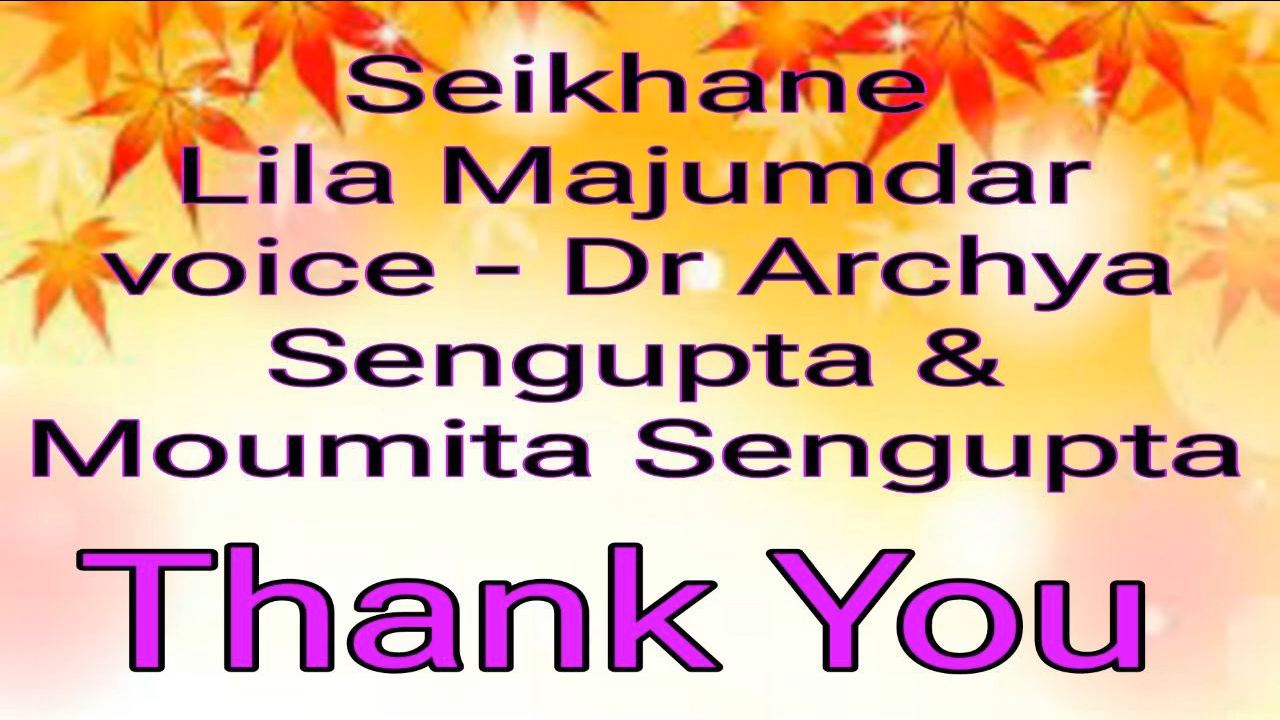 Seikhane
Lila Majumdar
voice - Dr Archya
Sengupta &
Moumita Sengupta
Thank You